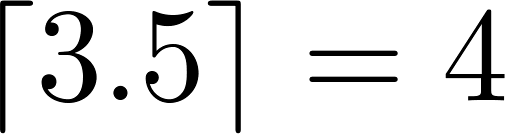 ⌈3.5⌉ = 4